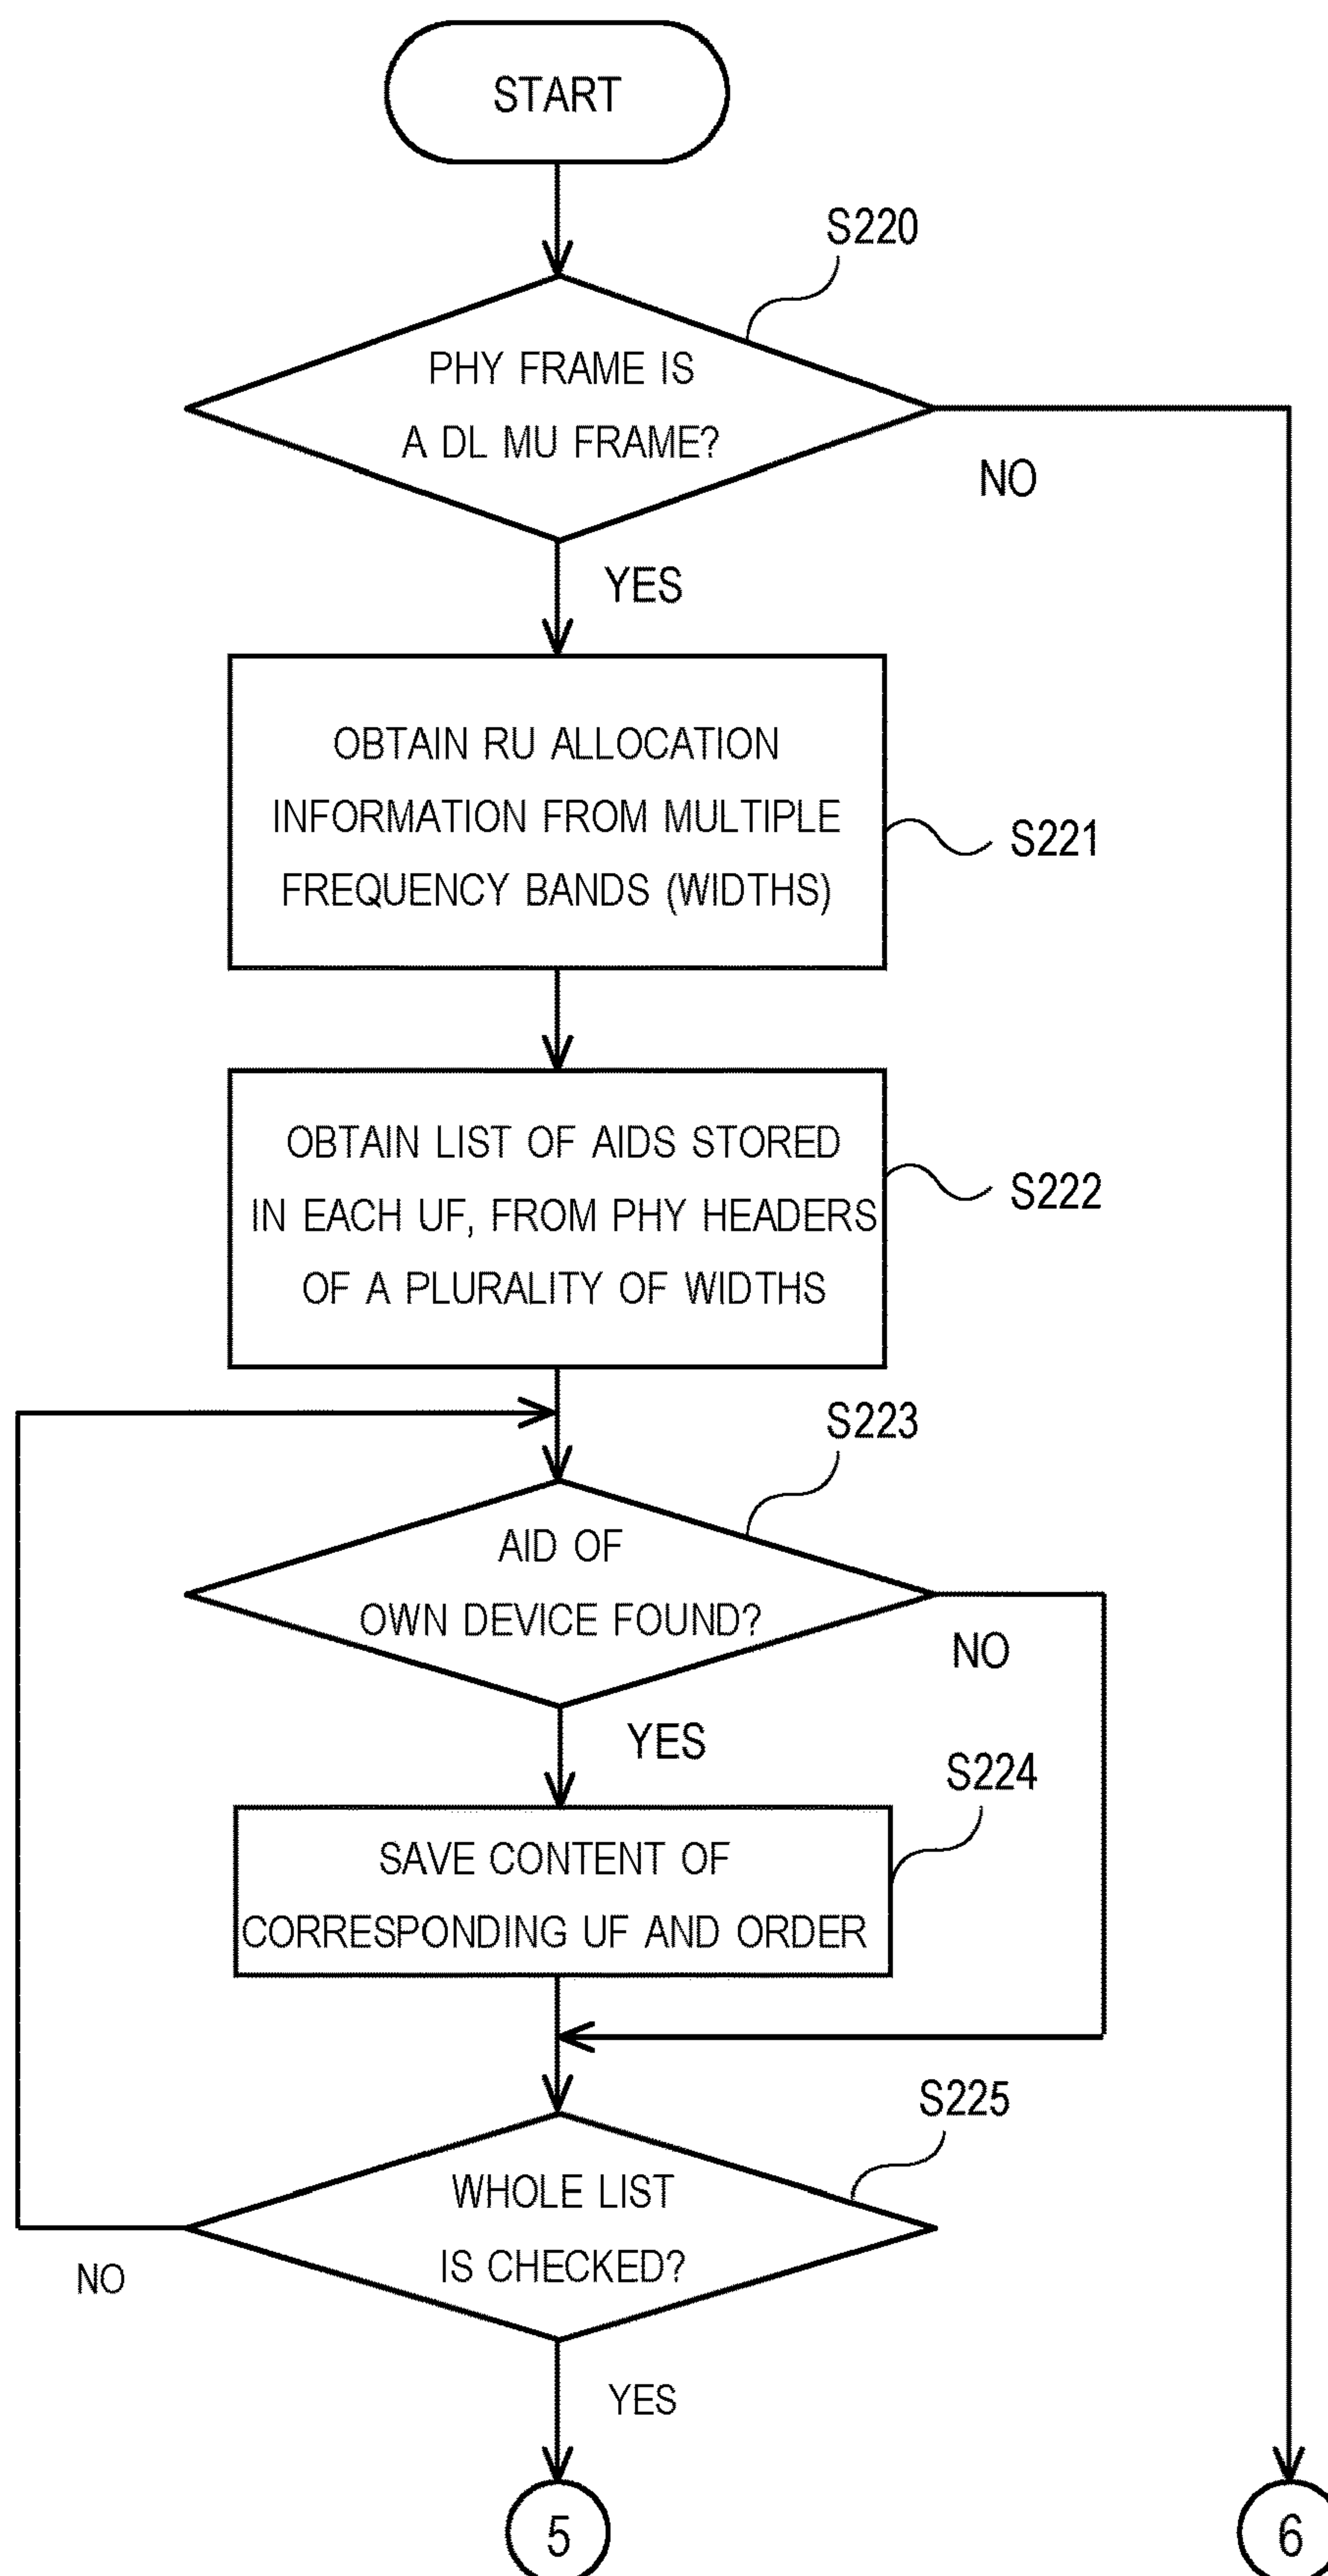 START
S220
PHY FRAME IS
A DL MU FRAME?
NO
YES
OBTAIN RU ALLOCATION
INFORMATION FROM MULTIPLE
FREQUENCY BANDS (WIDTHS)
S221
OBTAIN LIST OF AIDS STORED
IN EACH UF, FROM PHY HEADERS
OF A PLURALITY OF WIDTHS
S222
S223
AID OF
OWN DEVICE FOUND?
NO
YES
S224
SAVE CONTENT OF
CORRESPONDING UF AND ORDER
S225
WHOLE LIST
IS CHECKED?
NO
YES
5
6